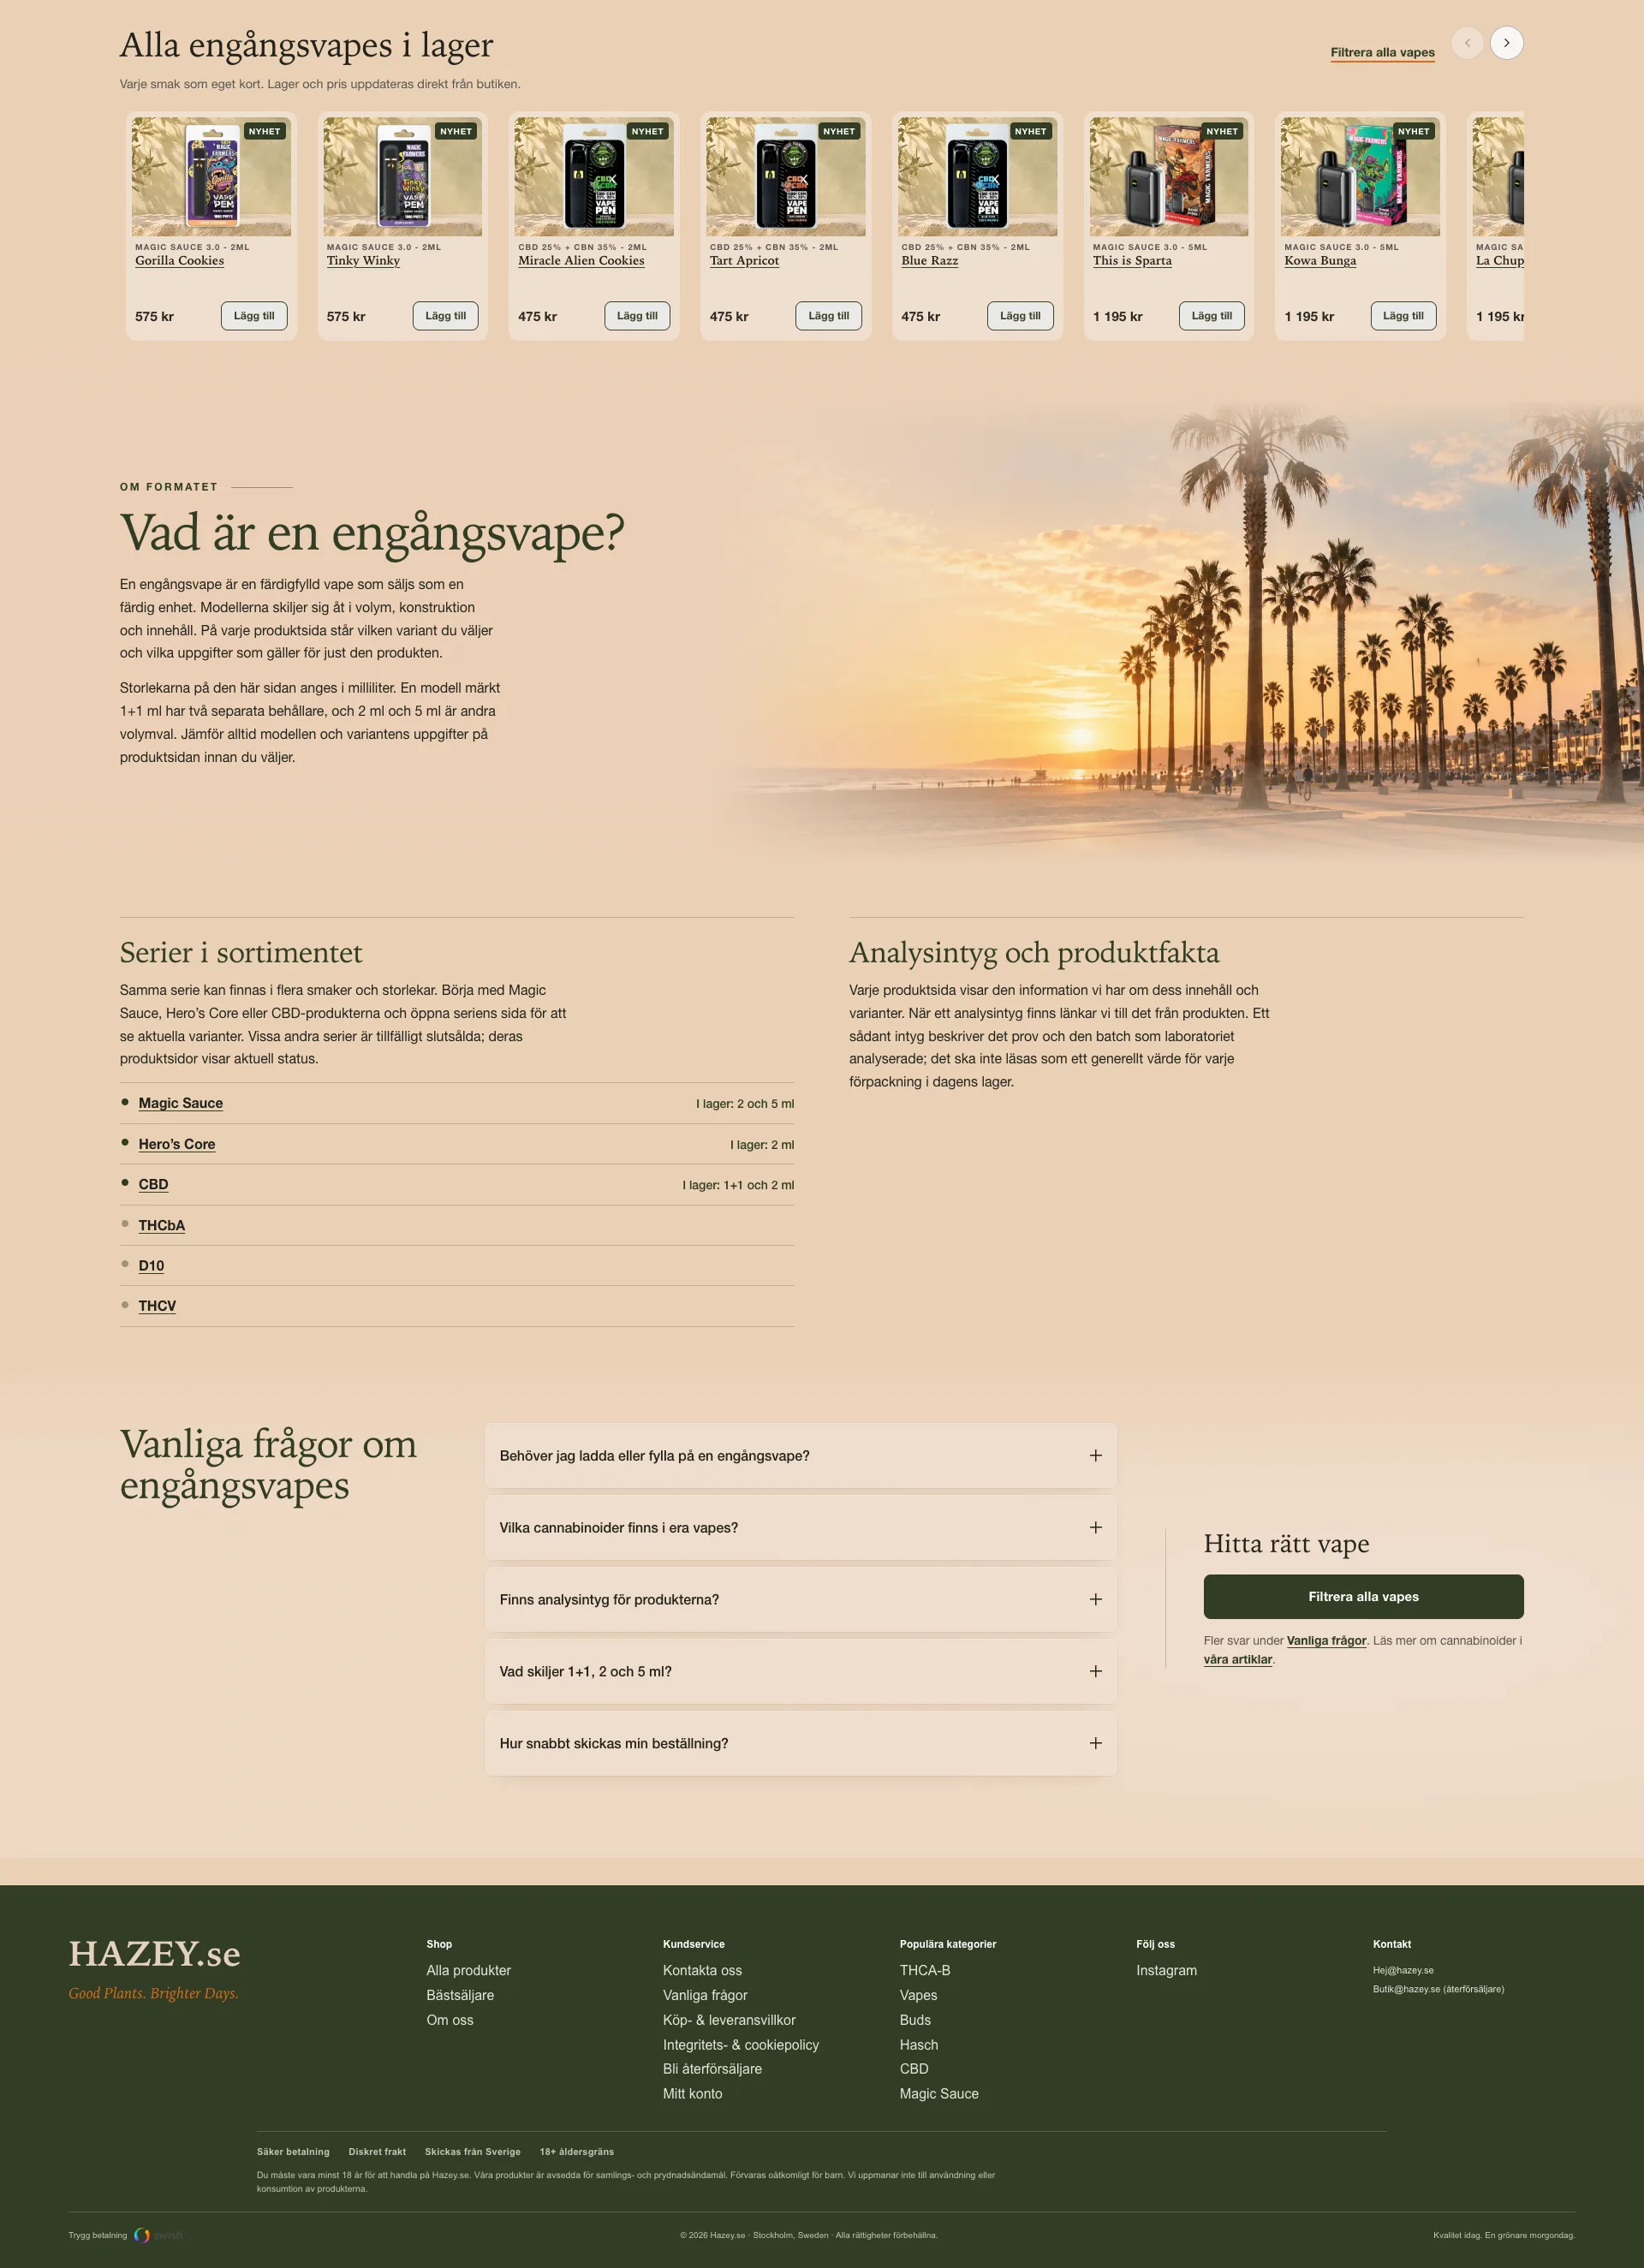 Alla engångsvapes i lager
Varje smak som eget kort. Lager och pris uppdateras direkt från butiken.
Filtrera alla vapes
NYHET
MAGIC SAUCE 3.0 - 2ML
Gorilla Cookies
575 kr
Lägg till
NYHET
MAGIC SAUCE 3.0 - 2ML
Tinky Winky
575 kr
Lägg till
NYHET
CBD 25% + CBN 35% - 2ML
Miracle Alien Cookies
475 kr
Lägg till
NYHET
CBD 25% + CBN 35% - 2ML
Tart Apricot
475 kr
Lägg till
NYHET
CBD 25% + CBN 35% - 2ML
Blue Razz
475 kr
Lägg till
NYHET
MAGIC SAUCE 3.0 - 5ML
This is Sparta
1 195 kr
Lägg till
NYHET
MAGIC SAUCE 3.0 - 5ML
Kowa Bunga
1 195 kr
Lägg till
MAGIC SA
La Chup
1 195 kr
OM FORMATET
Vad är en engångsvape?
En engångsvape är en färdigfylld vape som säljs som en
färdig enhet. Modellerna skiljer sig åt i volym, konstruktion
och innehåll. På varje produktsida står vilken variant du väljer
och vilka uppgifter som gäller för just den produkten.
Storlekarna på den här sidan anges i milliliter. En modell märkt
1+1 ml har två separata behållare, och 2 ml och 5 ml är andra
volymval. Jämför alltid modellen och variantens uppgifter på
produktsidan innan du väljer.
Serier i sortimentet
Samma serie kan finnas i flera smaker och storlekar. Börja med Magic
Sauce, Hero’s Core eller CBD-produkterna och öppna seriens sida för att
se aktuella varianter. Vissa andra serier är tillfälligt slutsålda; deras
produktsidor visar aktuell status.
Magic Sauce I lager: 2 och 5 ml
Hero’s Core I lager: 2 ml
CBD I lager: 1+1 och 2 ml
THCbA
D10
THCV
Analysintyg och produktfakta
Varje produktsida visar den information vi har om dess innehåll och
varianter. När ett analysintyg finns länkar vi till det från produkten. Ett
sådant intyg beskriver det prov och den batch som laboratoriet
analyserade; det ska inte läsas som ett generellt värde för varje
förpackning i dagens lager.
Vanliga frågor om
engångsvapes
Behöver jag ladda eller fylla på en engångsvape?
Vilka cannabinoider finns i era vapes?
Finns analysintyg för produkterna?
Vad skiljer 1+1, 2 och 5 ml?
Hur snabbt skickas min beställning?
Hitta rätt vape
Filtrera alla vapes
Fler svar under Vanliga frågor. Läs mer om cannabinoider i
våra artiklar.
HAZEY.se
Good Plants. Brighter Days.
Shop
Alla produkter
Bästsäljare
Om oss
Kundservice
Kontakta oss
Vanliga frågor
Köp- & leveransvillkor
Integritets- & cookiepolicy
Bli återförsäljare
Mitt konto
Populära kategorier
THCA-B
Vapes
Buds
Hasch
CBD
Magic Sauce
Följ oss
Instagram
Kontakt
Hej@hazey.se
Butik@hazey.se (återförsäljare)
Säker betalning Diskret frakt Skickas från Sverige 18+ åldersgräns
Du måste vara minst 18 år för att handla på Hazey.se. Våra produkter är avsedda för samlings- och prydnadsändamål. Förvaras oåtkomligt för barn. Vi uppmanar inte till användning eller
konsumtion av produkterna.
Trygg betalning swish
© 2026 Hazey.se · Stockholm, Sweden · Alla rättigheter förbehållna.
Kvalitet idag. En grönare morgondag.